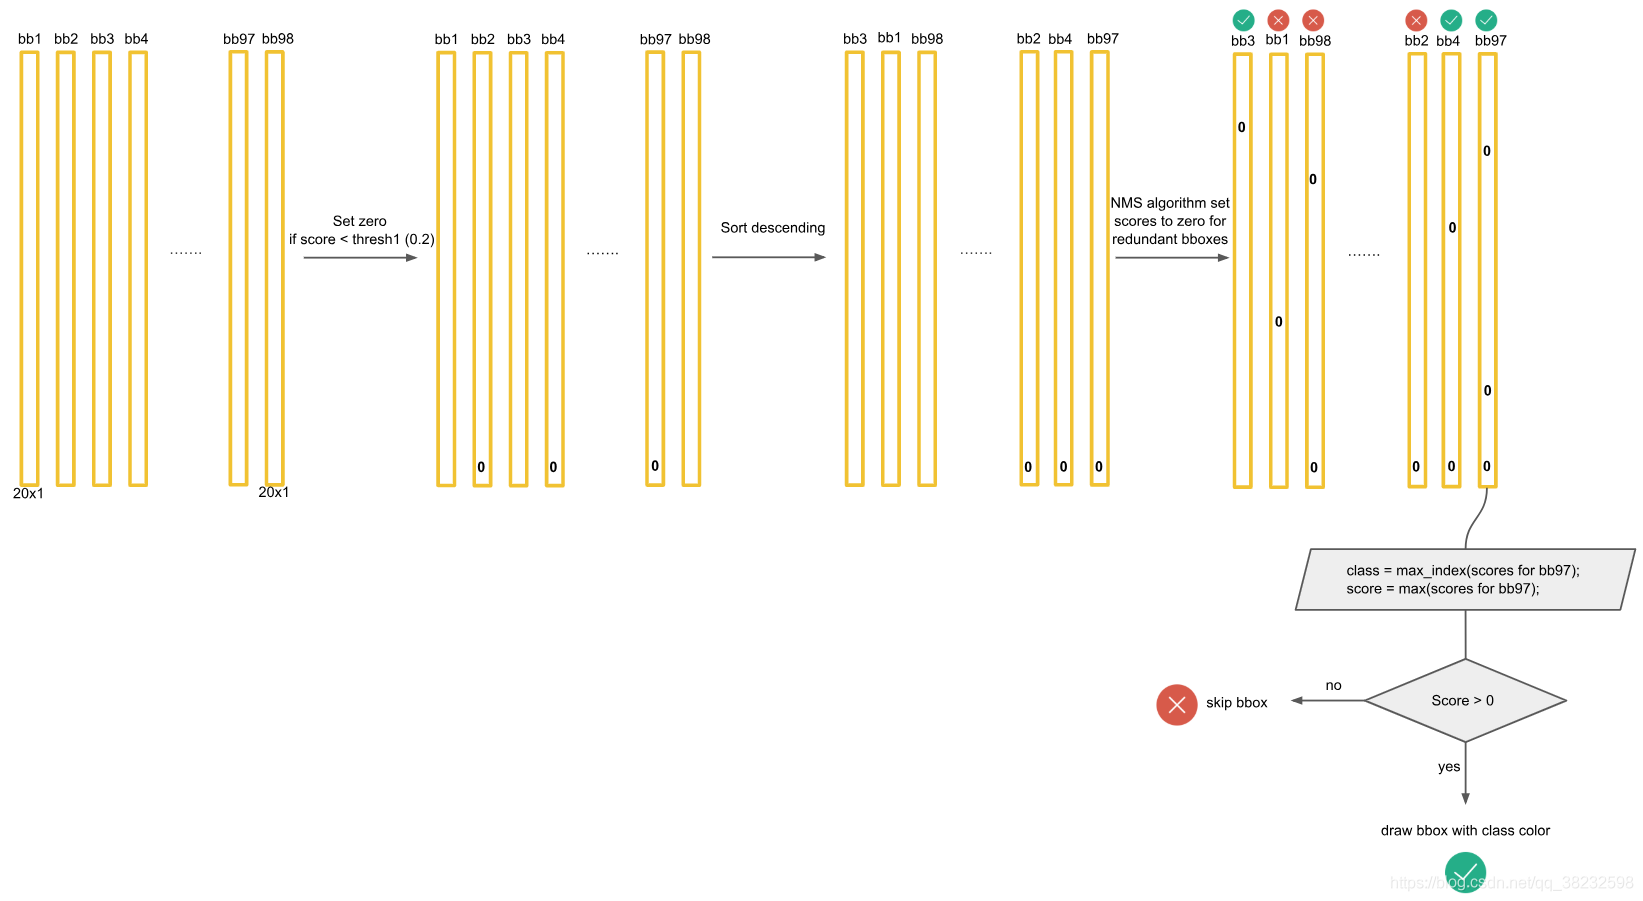 bb1 bb2 bb3 bb4 bb97 bb98
20x1 20x1
.......
Set zero
if score < thresh1 (0.2)
bb1 bb2 bb3 bb4 bb97 bb98
.......
0 0 0
Sort descending
bb3 bb1 bb98 bb2 bb4 bb97
.......
0 0 0
NMS algorithm set
scores to zero for
redundant bboxes
bb3 bb1 bb98 bb2 bb4 bb97
0
0
0
0
.......
0
0
0 0 0 0
class = max_index(scores for bb97);
score = max(scores for bb97);
Score > 0
no
skip bbox
yes
draw bbox with class color
https://blog.csdn.net/qq_38232598